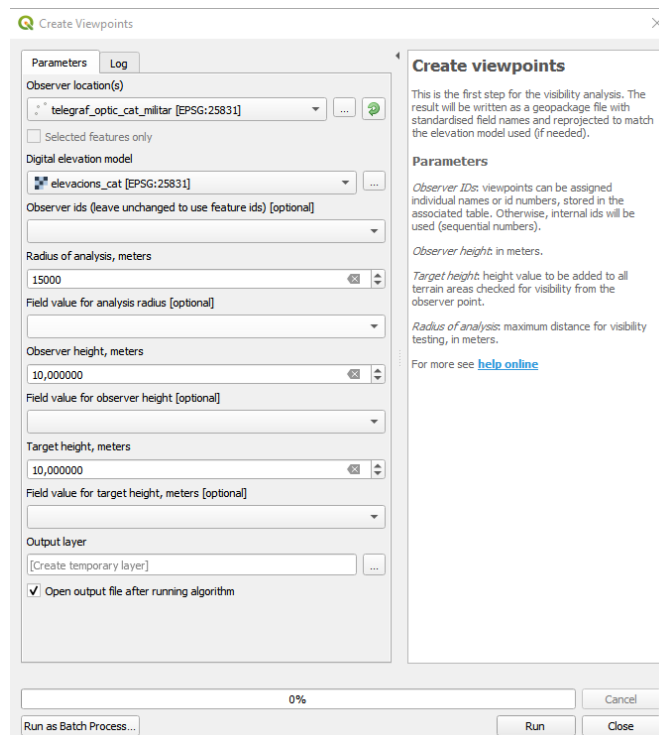 Create Viewpoints
Parameters
Log
Observer location(s)
telegraf_optic_cat_militar [EPSG:25831]
...
Selected features only
Digital elevation model
elevacions_cat [EPSG:25831]
...
Observer ids (leave unchanged to use feature ids) [optional]
Radius of analysis, meters
15000
Field value for analysis radius [optional]
Observer height, meters
10,000000
Field value for observer height [optional]
Target height, meters
10,000000
Field value for target height, meters [optional]
Output layer
[Create temporary layer]
...
Open output file after running algorithm
Create viewpoints
This is the first step for the visibility analysis. The
result will be written as a geopackage file with
standardised field names and reprojected to match
the elevation model used (if needed).
Parameters
Observer IDs: viewpoints can be assigned
individual names or id numbers, stored in the
associated table. Otherwise, internal ids will be
used (sequential numbers).
Observer height: in meters.
Target height: height value to be added to all
terrain areas checked for visibility from the
observer point.
Radius of analysis: maximum distance for visibility
testing, in meters.
For more see help online
0%
Cancel
Run as Batch Process...
Run
Close